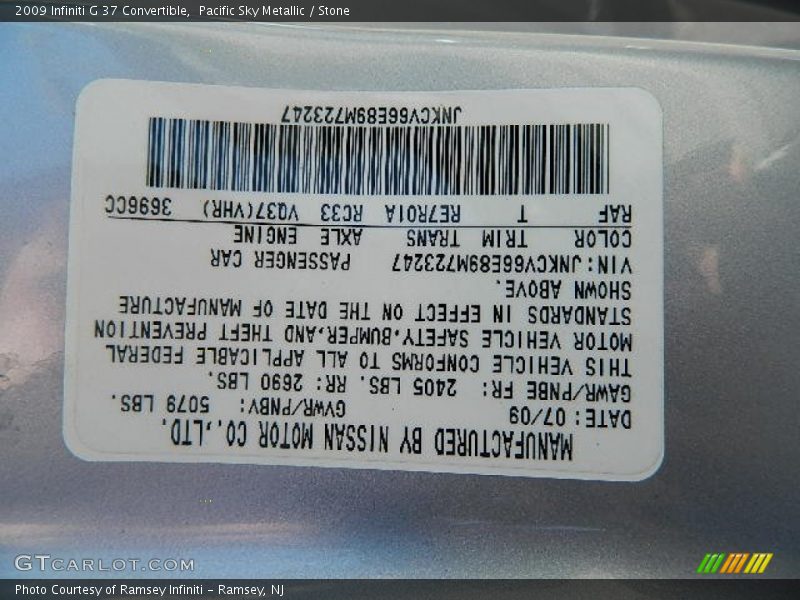 2009 Infiniti G 37 Convertible,  Pacific Sky Metallic / Stone
MANUFACTURED BY NISSAN MOTOR CO.,LTD.
DATE: 07/09 GVWR/PNBV: 5079 LBS.
GAWR/PNBE FR: 2405 LBS. RR: 2690 LBS.
THIS VEHICLE CONFORMS TO ALL APPLICABLE FEDERAL
MOTOR VEHICLE SAFETY,BUMPER,AND THEFT PREVENTION
STANDARDS IN EFFECT ON THE DATE OF MANUFACTURE
SHOWN ABOVE.
VIN: JNKCV66E89M723247 PASSENGER CAR
COLOR TRIM TRANS AXLE ENGINE
RAF T RE7R01A RC33 VQ37(VHR) 3696CC
JNKCV66E89M723247
GTCARLOT.COM
Photo Courtesy of Ramsey Infiniti - Ramsey, NJ